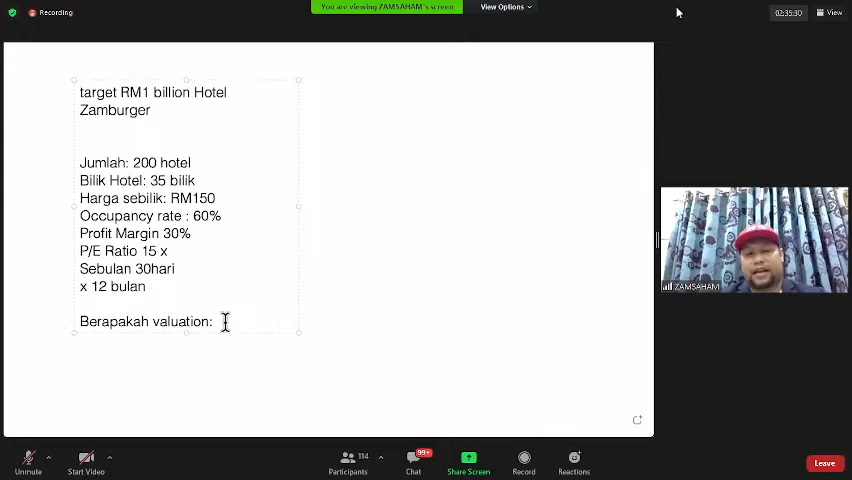 Recording
You are viewing ZAMSAHAM's screen
View Options
02:35:30
View
target RM1 billion Hotel
Zamburger
Jumlah: 200 hotel
Bilik Hotel: 35 bilik
Harga sebilik: RM150
Occupancy rate : 60%
Profit Margin 30%
P/E Ratio 15 x
Sebulan 30hari
x 12 bulan
Berapakah valuation:
ZAMSAHAM
Unmute
Start Video
114
Participants
99+
Chat
Share Screen
Record
Reactions
Leave